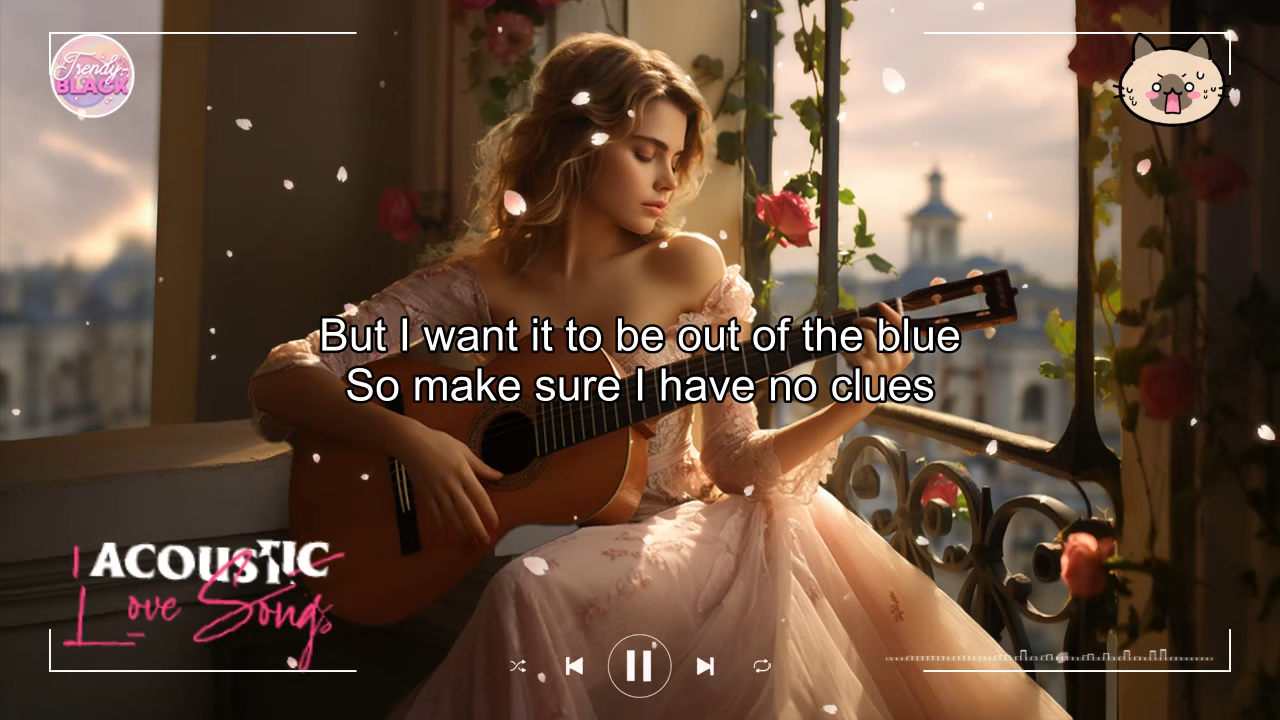 Trendy
BLACK
But I want it to be out of the blue
So make sure I have no clues
ACOUSTIC
Love Songs